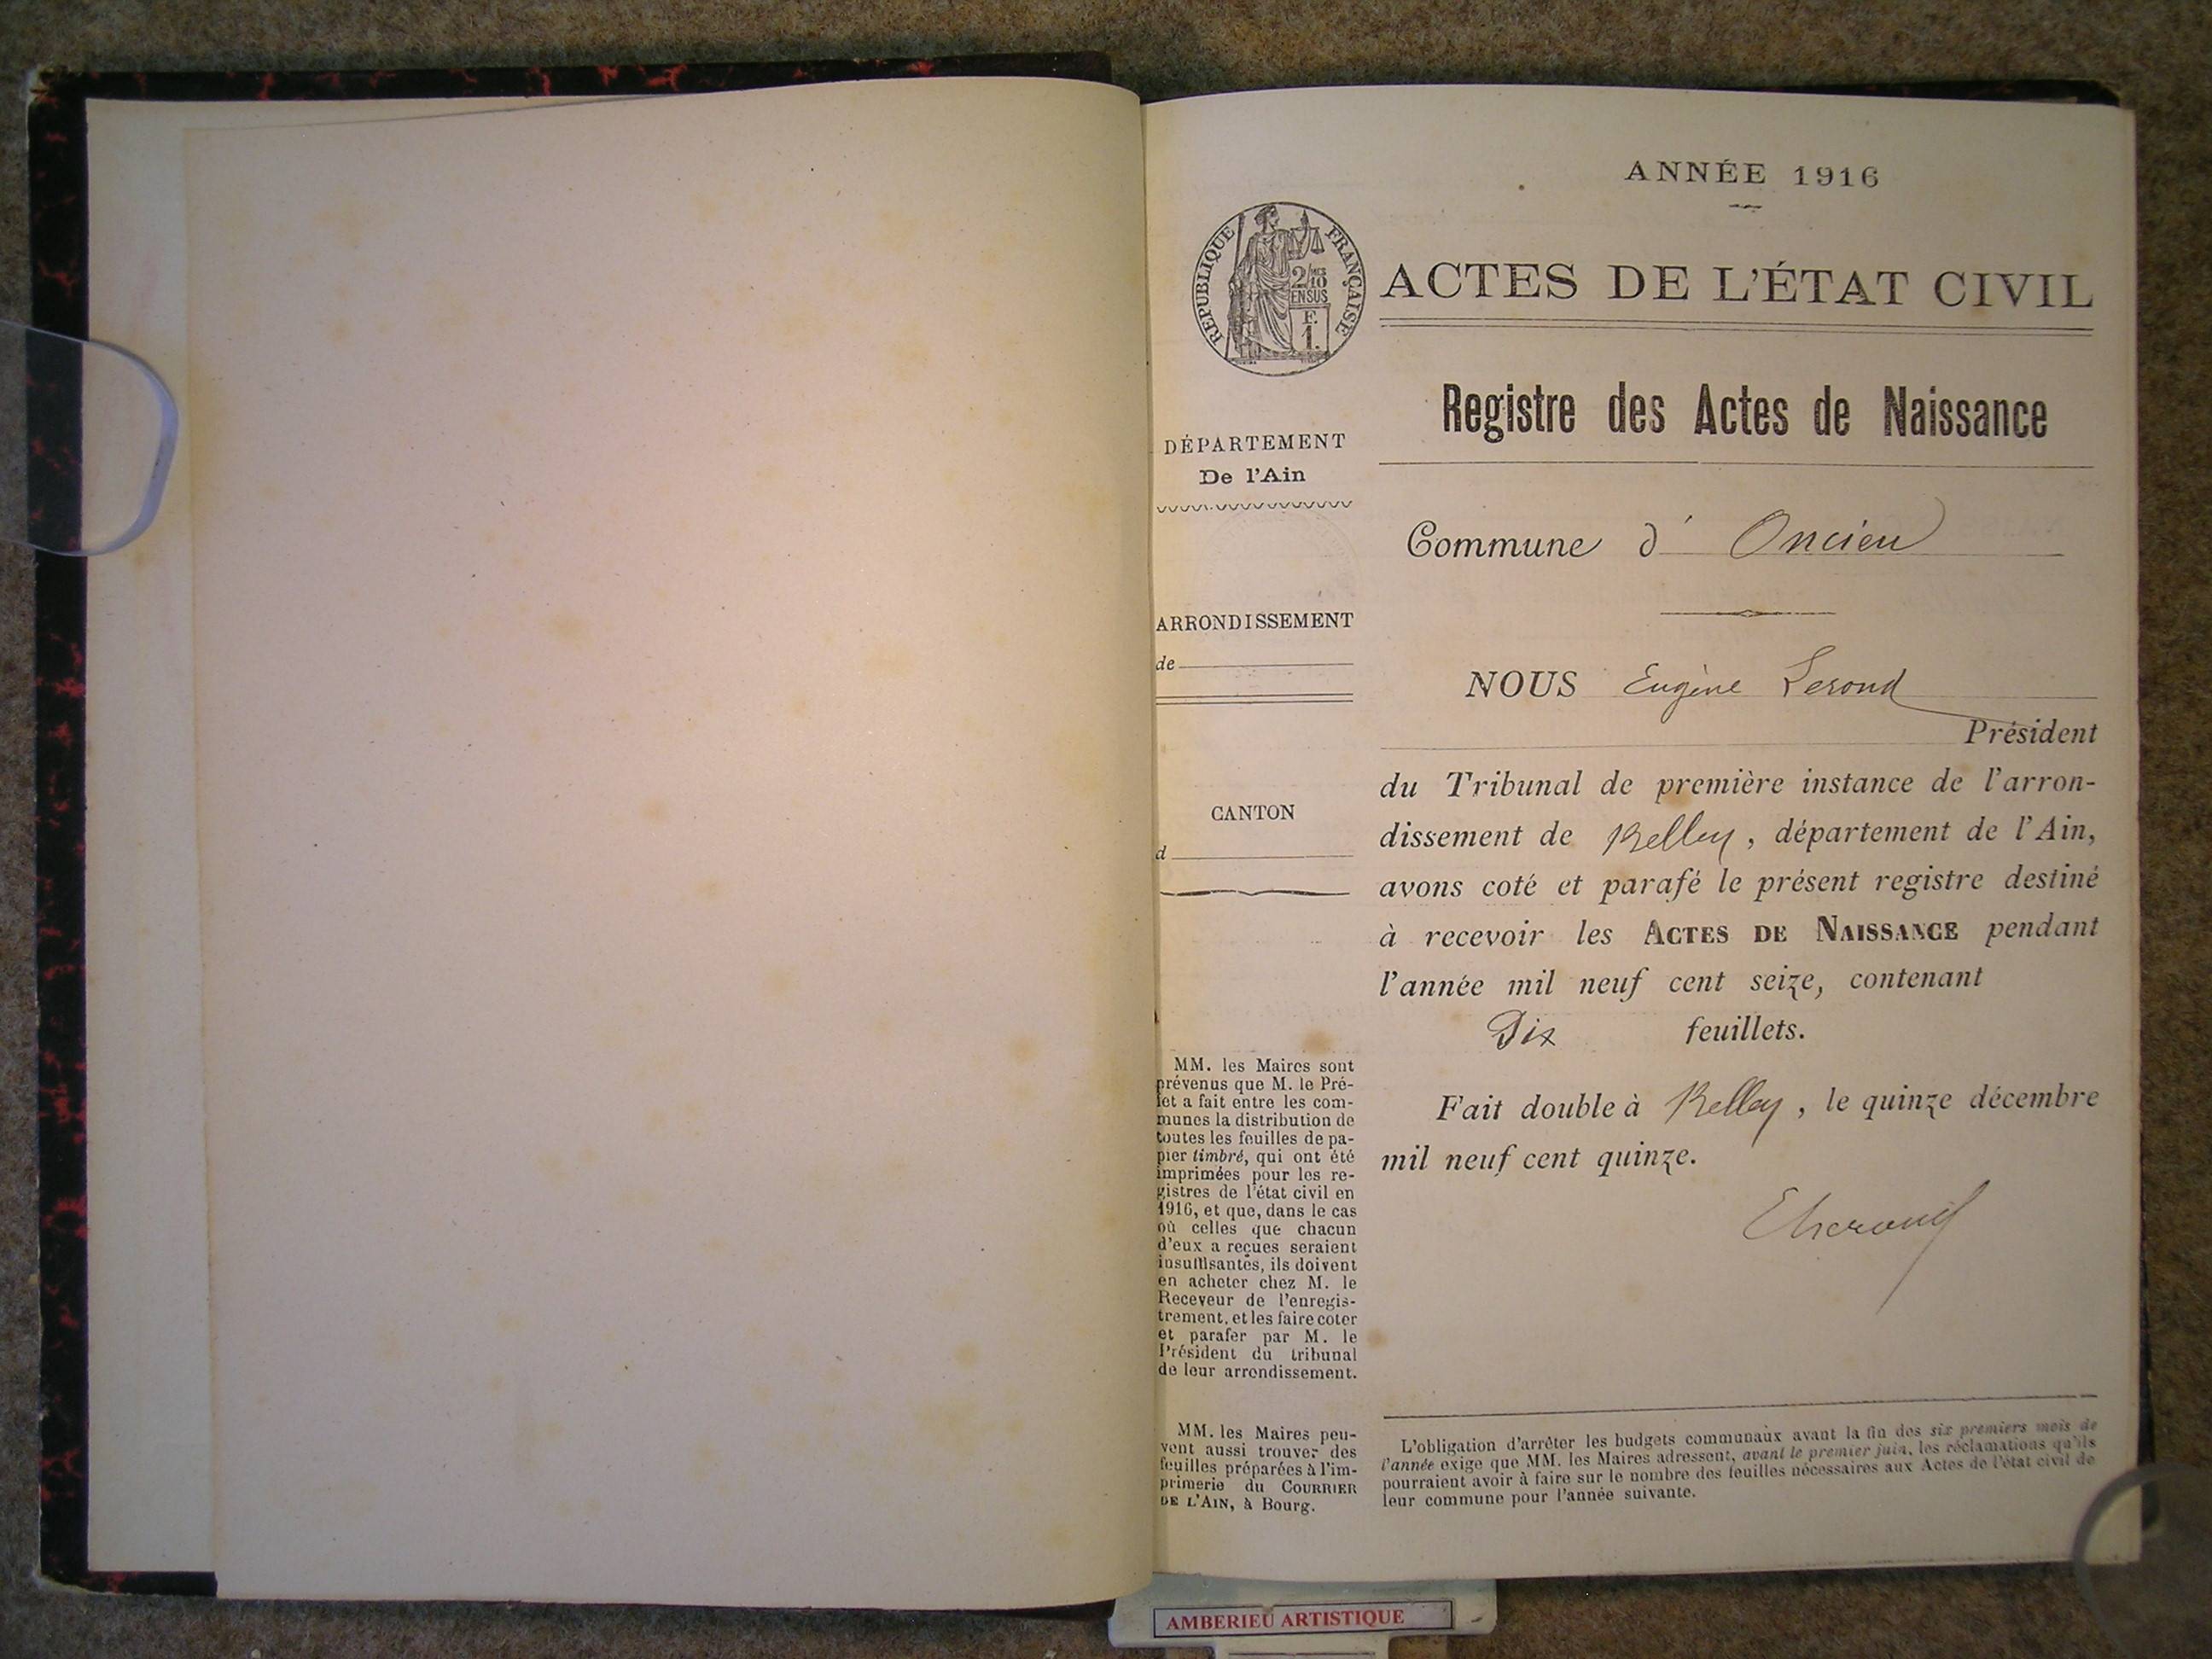 ANNÉE 1916
RÉPUBLIQUE FRANÇAISE
2/10
EN SUS
F.
1.
ACTES DE L'ÉTAT CIVIL
Registre des Actes de Naissance
DÉPARTEMENT
De l'Ain
Commune d' Oncieu
ARRONDISSEMENT
de
CANTON
d
NOUS Eugène Lerond
Président
du Tribunal de première instance de l'arron-
dissement de Belley, département de l'Ain,
avons coté et parafé le présent registre destiné
à recevoir les ACTES DE NAISSANCE pendant
l'année mil neuf cent seize, contenant
Dix feuillets.
Fait double à Belley, le quinze décembre
mil neuf cent quinze.
MM. les Maires sont
prévenus que M. le Pré-
fet a fait entre les com-
munes la distribution de
toutes les feuilles de pa-
pier timbré, qui ont été
imprimées pour les re-
gistres de l'état civil en
1916, et que, dans le cas
où celles que chacun
d'eux a reçues seraient
insuffisantes, ils doivent
en acheter chez M. le
Receveur de l'enregis-
trement, et les faire coter
et parafer par M. le
Président du tribunal
de leur arrondissement.
MM. les Maires peu-
vent aussi trouver des
feuilles préparées à l'im-
primerie du COURRIER
DE L'AIN, à Bourg.
L'obligation d'arrêter les budgets communaux avant la fin des six premiers mois de
l'année exige que MM. les Maires adressent, avant le premier juin, les réclamations qu'ils
pourraient avoir à faire sur le nombre des feuilles nécessaires aux Actes de l'état civil de
leur commune pour l'année suivante.
AMBERIEU ARTISTIQUE